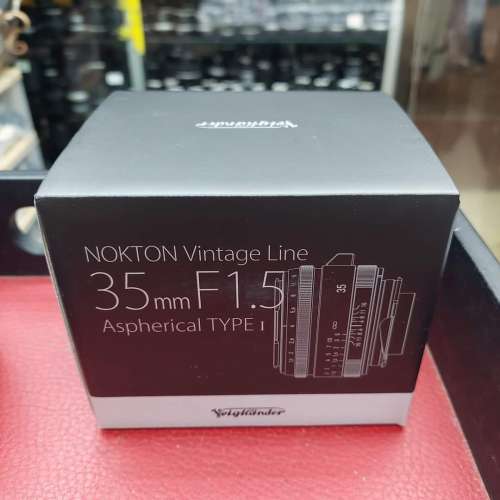 Voigtländer
NOKTON Vintage Line
35mm F1.5
Aspherical TYPE I
35
∞
Voigtländer